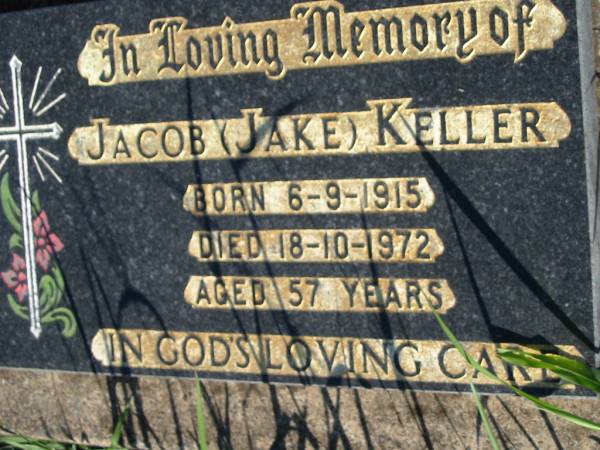 In Loving Memory of
JACOB (JAKE) KELLER
BORN 6-9-1915
DIED 18-10-1972
AGED 57 YEARS
IN GOD'S LOVING CARE